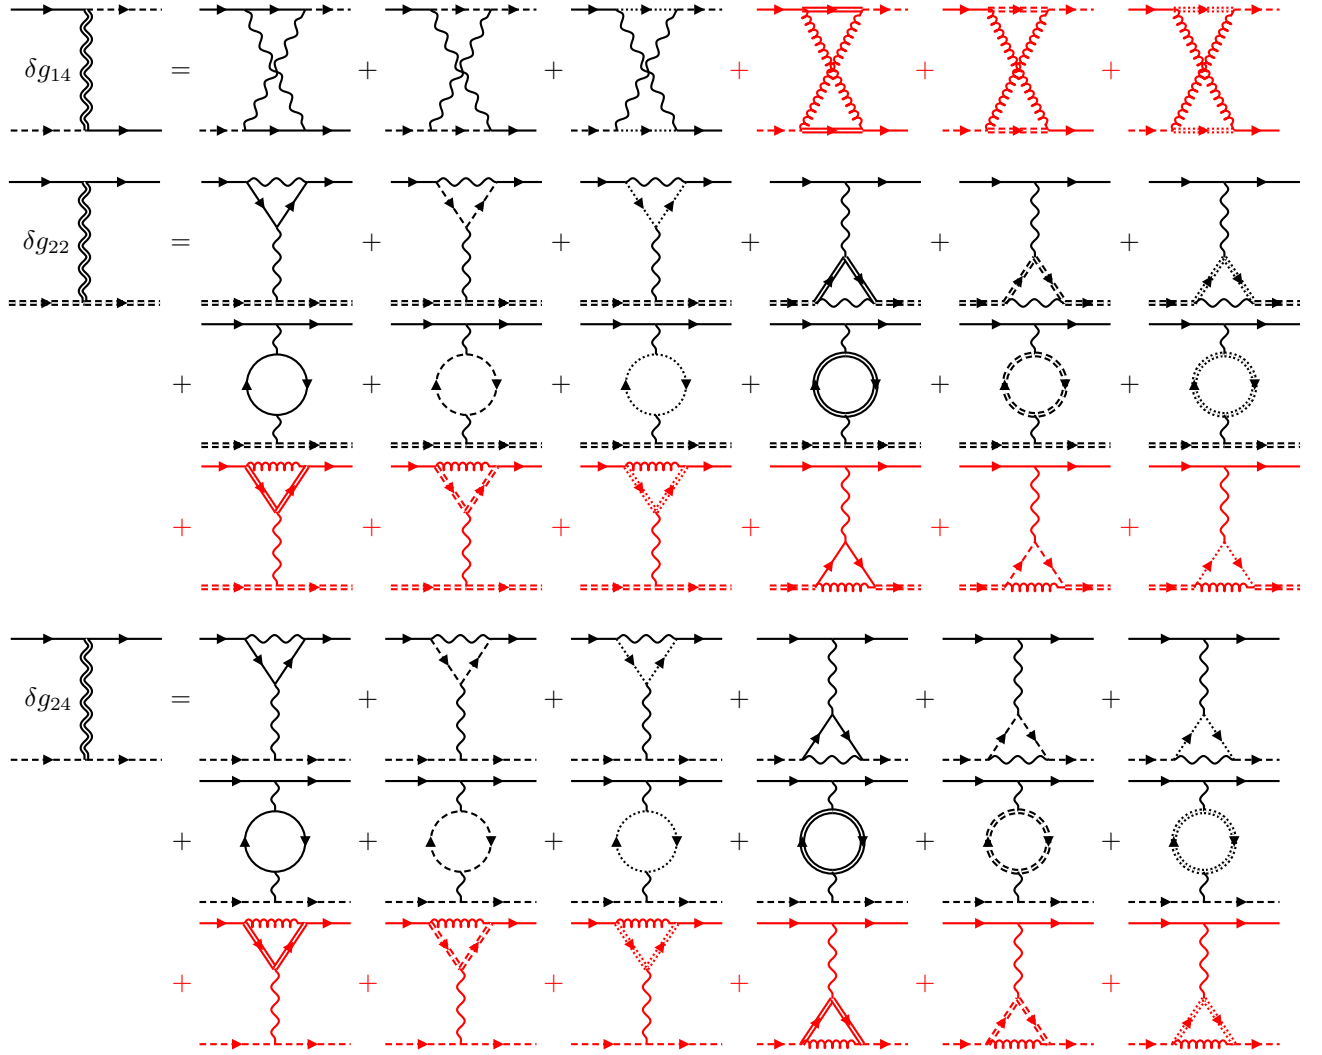 δg₁₄ = + + + + +
δg₂₂ = + + + + +
+ + + + + +
+ + + + + +
δg₂₄ = + + + + +
+ + + + + +
+ + + + + +